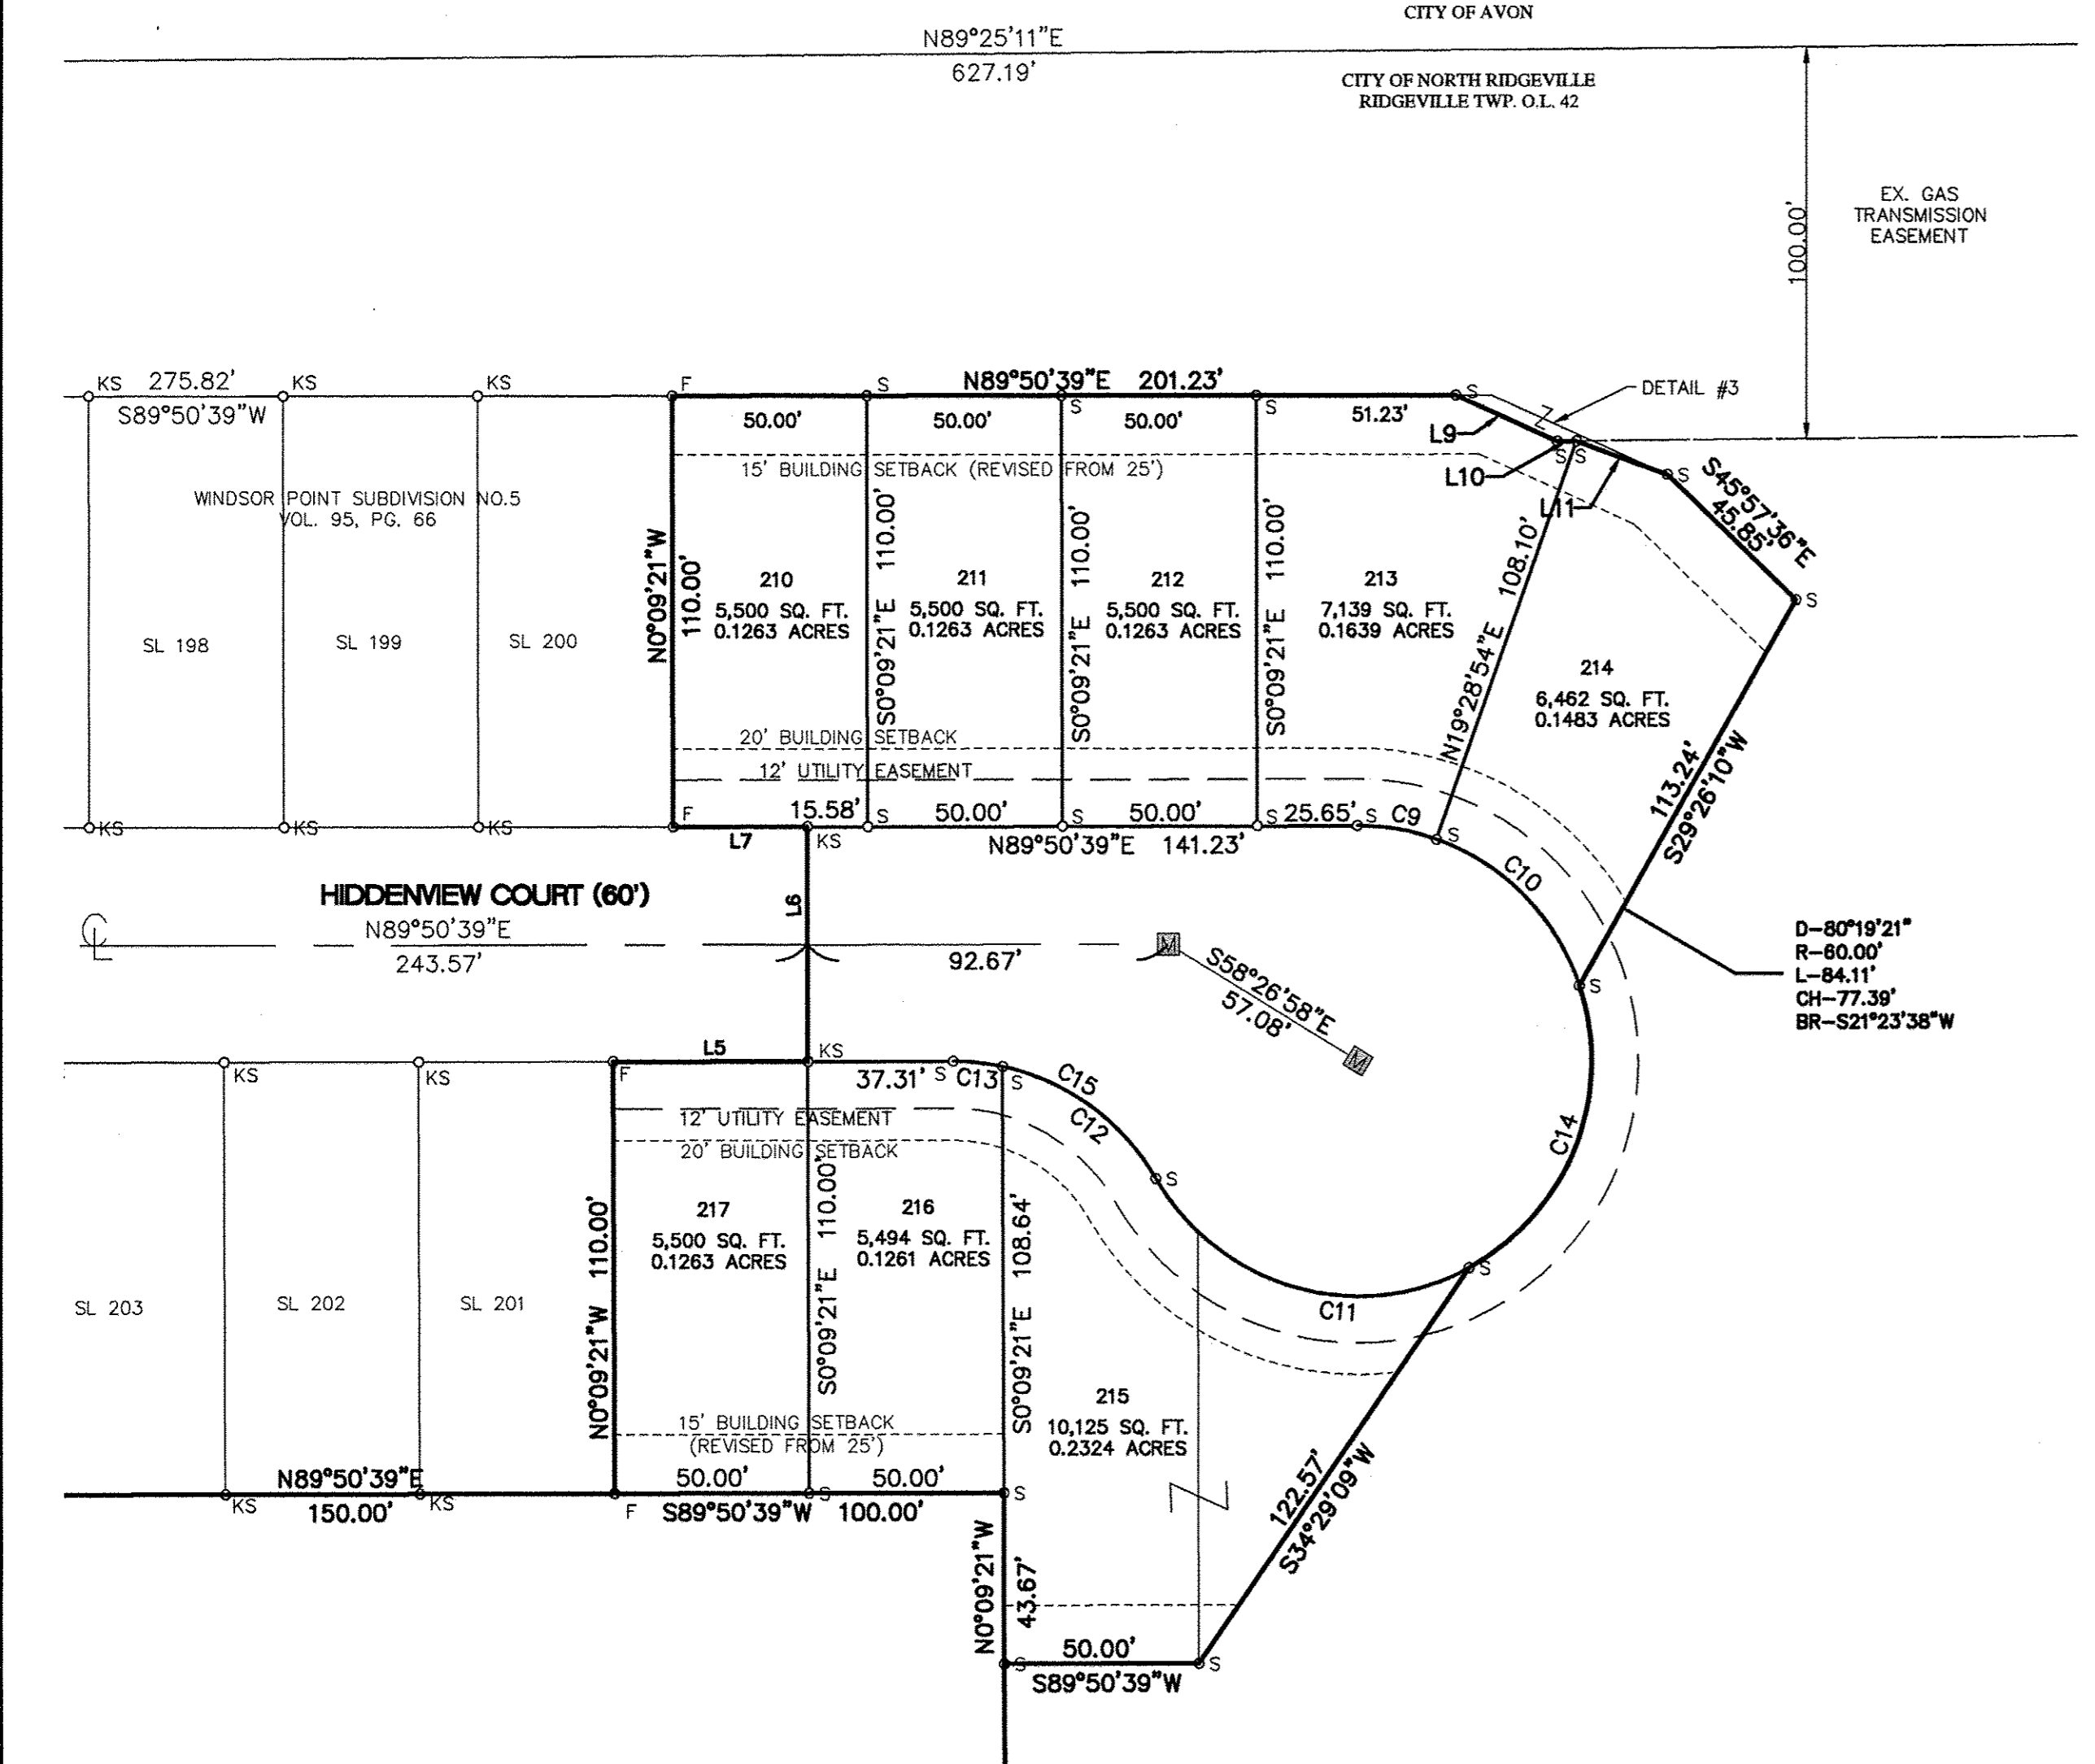 CITY OF AVON
N89°25'11"E
627.19'
CITY OF NORTH RIDGEVILLE
RIDGEVILLE TWP. O.L. 42
100.00'
EX. GAS
TRANSMISSION
EASEMENT
KS 275.82' KS KS F S N89°50'39"E 201.23' S S S
S89°50'39"W
50.00' 50.00' 50.00' 51.23'
DETAIL #3
L9
L10
S S
L11
S
S45°57'36"E
45.85'
S
15' BUILDING SETBACK (REVISED FROM 25')
WINDSOR POINT SUBDIVISION NO.5
VOL. 95, PG. 66
N0°09'21"W
110.00'
S0°09'21"E 110.00'
S0°09'21"E 110.00'
S0°09'21"E 110.00'
N19°28'54"E 108.10'
SL 198
SL 199
SL 200
210
5,500 SQ. FT.
0.1263 ACRES
211
5,500 SQ. FT.
0.1263 ACRES
212
5,500 SQ. FT.
0.1263 ACRES
213
7,139 SQ. FT.
0.1639 ACRES
214
6,462 SQ. FT.
0.1483 ACRES
113.24'
S29°26'10"W
20' BUILDING SETBACK
12' UTILITY EASEMENT
KS KS KS F 15.58' S 50.00' S 50.00' S 25.65' S C9 S
L7 KS N89°50'39"E 141.23'
C10
S
HIDDENVIEW COURT (60')
L6
CL N89°50'39"E
243.57'
92.67'
M
S58°26'58"E
57.08'
M
D-80°19'21"
R-60.00'
L-84.11'
CH-77.39'
BR-S21°23'38"W
KS KS F L5 KS
37.31' S C13 S
C15
C12
S
C14
S
C11
12' UTILITY EASEMENT
20' BUILDING SETBACK
N0°09'21"W 110.00'
S0°09'21"E 110.00'
S0°09'21"E 108.64'
SL 203
SL 202
SL 201
217
5,500 SQ. FT.
0.1263 ACRES
216
5,494 SQ. FT.
0.1261 ACRES
215
10,125 SQ. FT.
0.2324 ACRES
15' BUILDING SETBACK
(REVISED FROM 25')
N89°50'39"E
150.00'
KS KS F
50.00' 50.00'
S S
S89°50'39"W 100.00'
122.57'
S34°29'09"W
N0°09'21"W
43.67'
50.00'
S S
S89°50'39"W